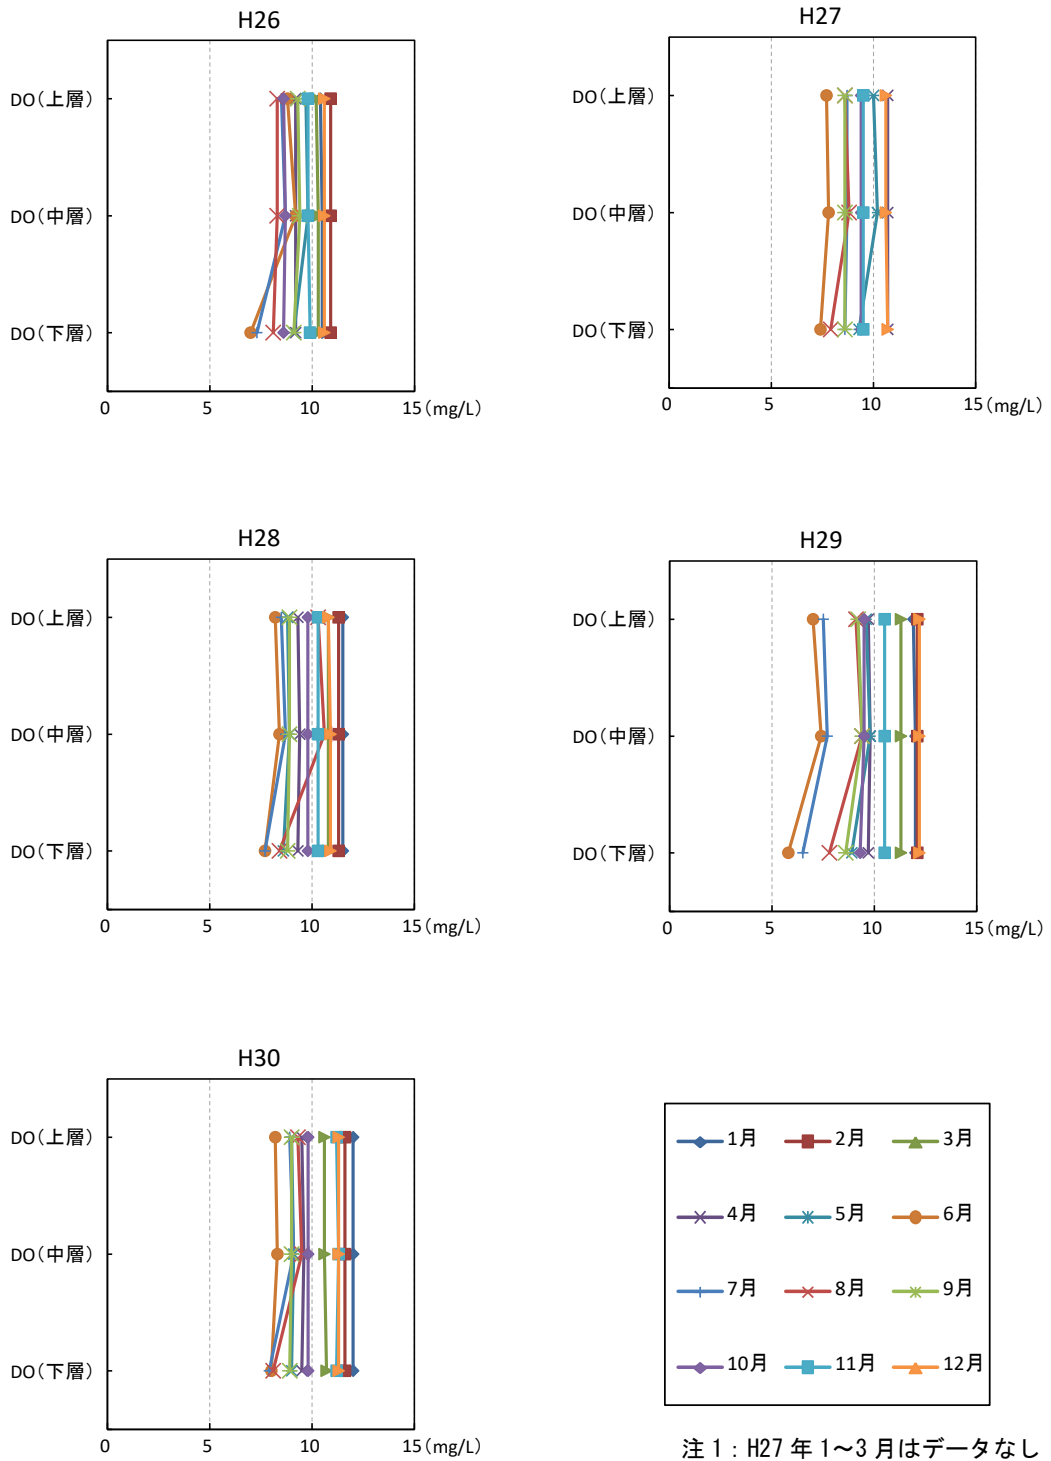 H26
DO(上層)
DO(中層)
DO(下層)
0 5 10 15(mg/L)
H27
DO(上層)
DO(中層)
DO(下層)
0 5 10 15(mg/L)
H28
DO(上層)
DO(中層)
DO(下層)
0 5 10 15(mg/L)
H29
DO(上層)
DO(中層)
DO(下層)
0 5 10 15(mg/L)
H30
DO(上層)
DO(中層)
DO(下層)
0 5 10 15(mg/L)
1月 2月 3月
4月 5月 6月
7月 8月 9月
10月 11月 12月
注1：H27年1～3月はデータなし